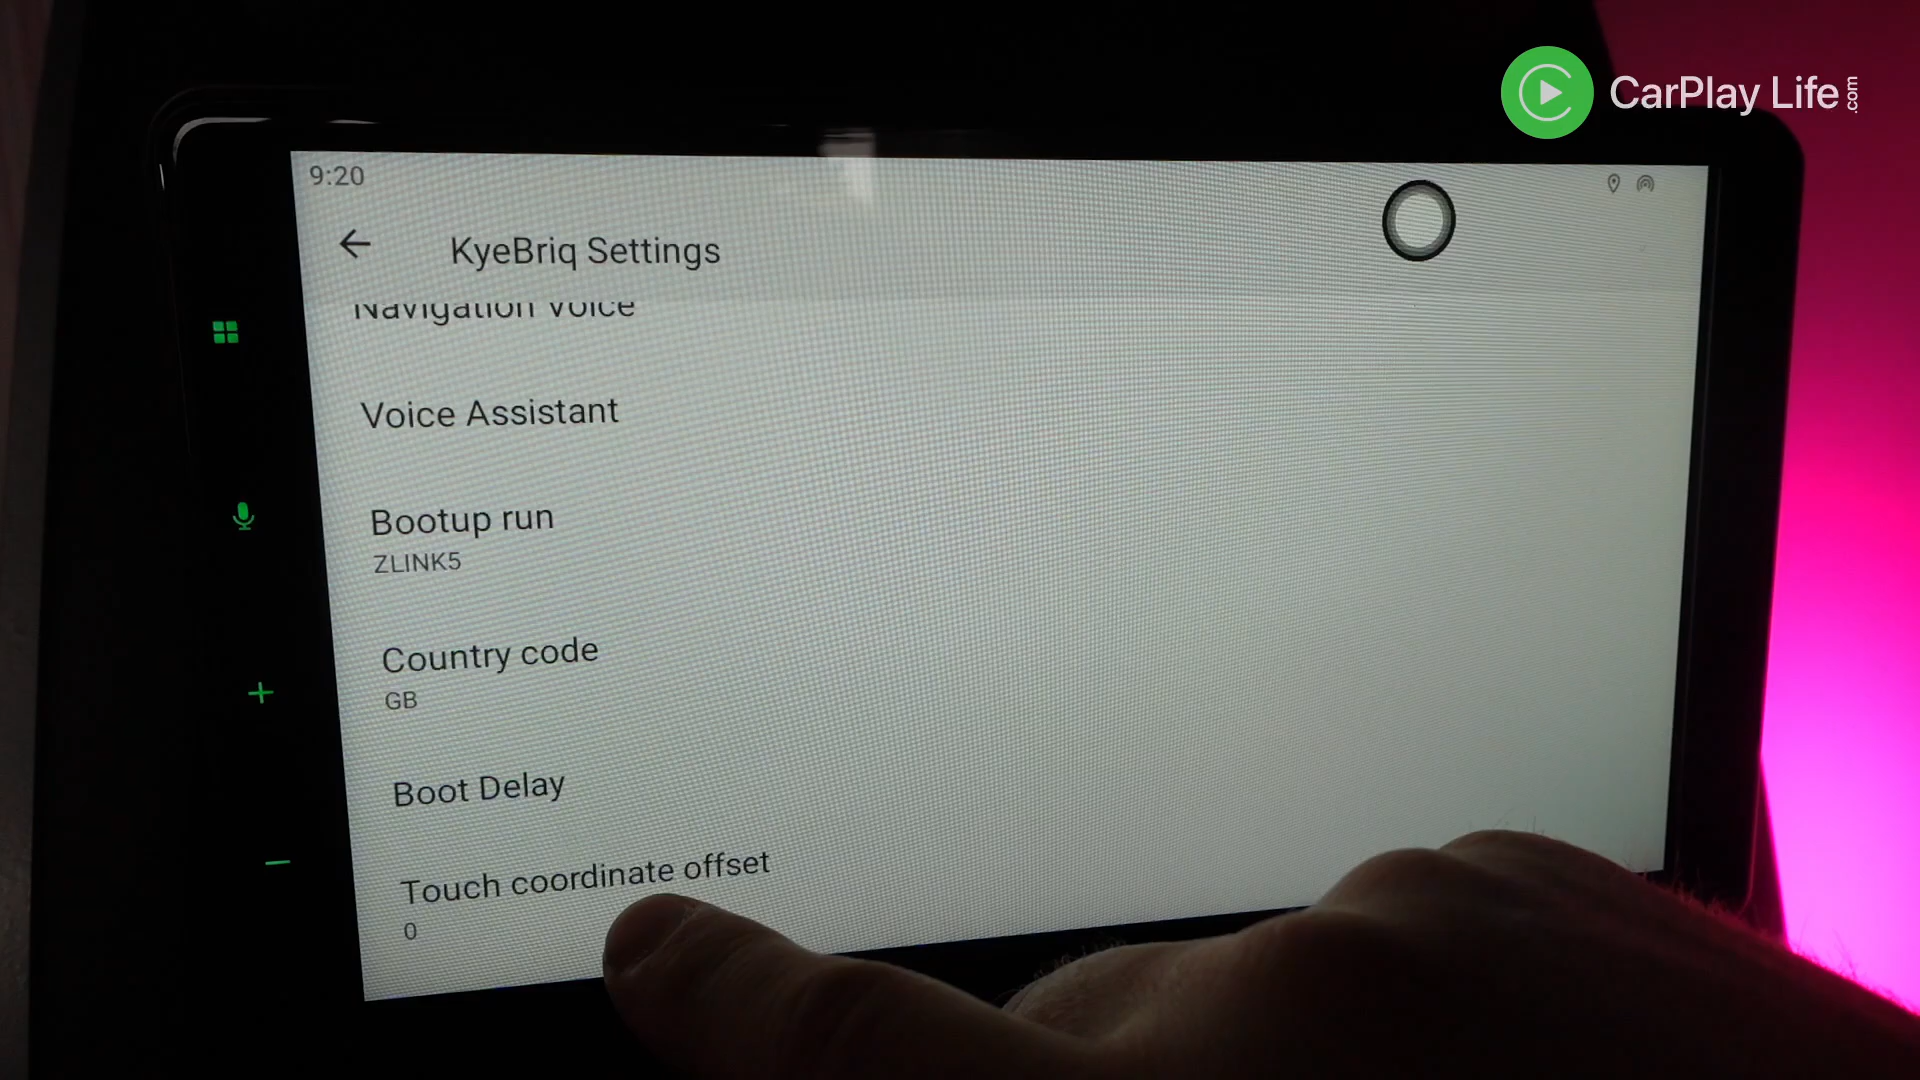 CarPlay Life .com
9:20
KyeBriq Settings
Navigation Voice
Voice Assistant
Bootup run
ZLINK5
Country code
GB
Boot Delay
Touch coordinate offset
0